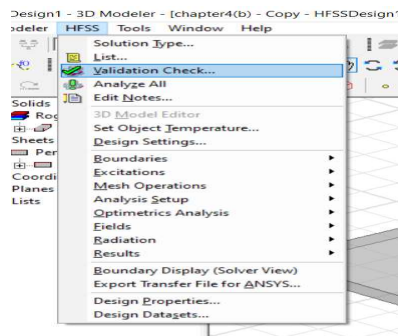 Design1 - 3D Modeler - [chapter4(b) - Copy - HFSSDesign1
odeler HFSS Tools Window Help
Solution Type...
List...
Validation Check...
Analyze All
Edit Notes...
3D Model Editor
Set Object Temperature...
Design Settings...
Boundaries
Excitations
Mesh Operations
Analysis Setup
Optimetrics Analysis
Fields
Radiation
Results
Boundary Display (Solver View)
Export Transfer File for ANSYS...
Design Properties...
Design Datasets...
Solids
Rog
Sheets
Per
Coordi
Planes
Lists